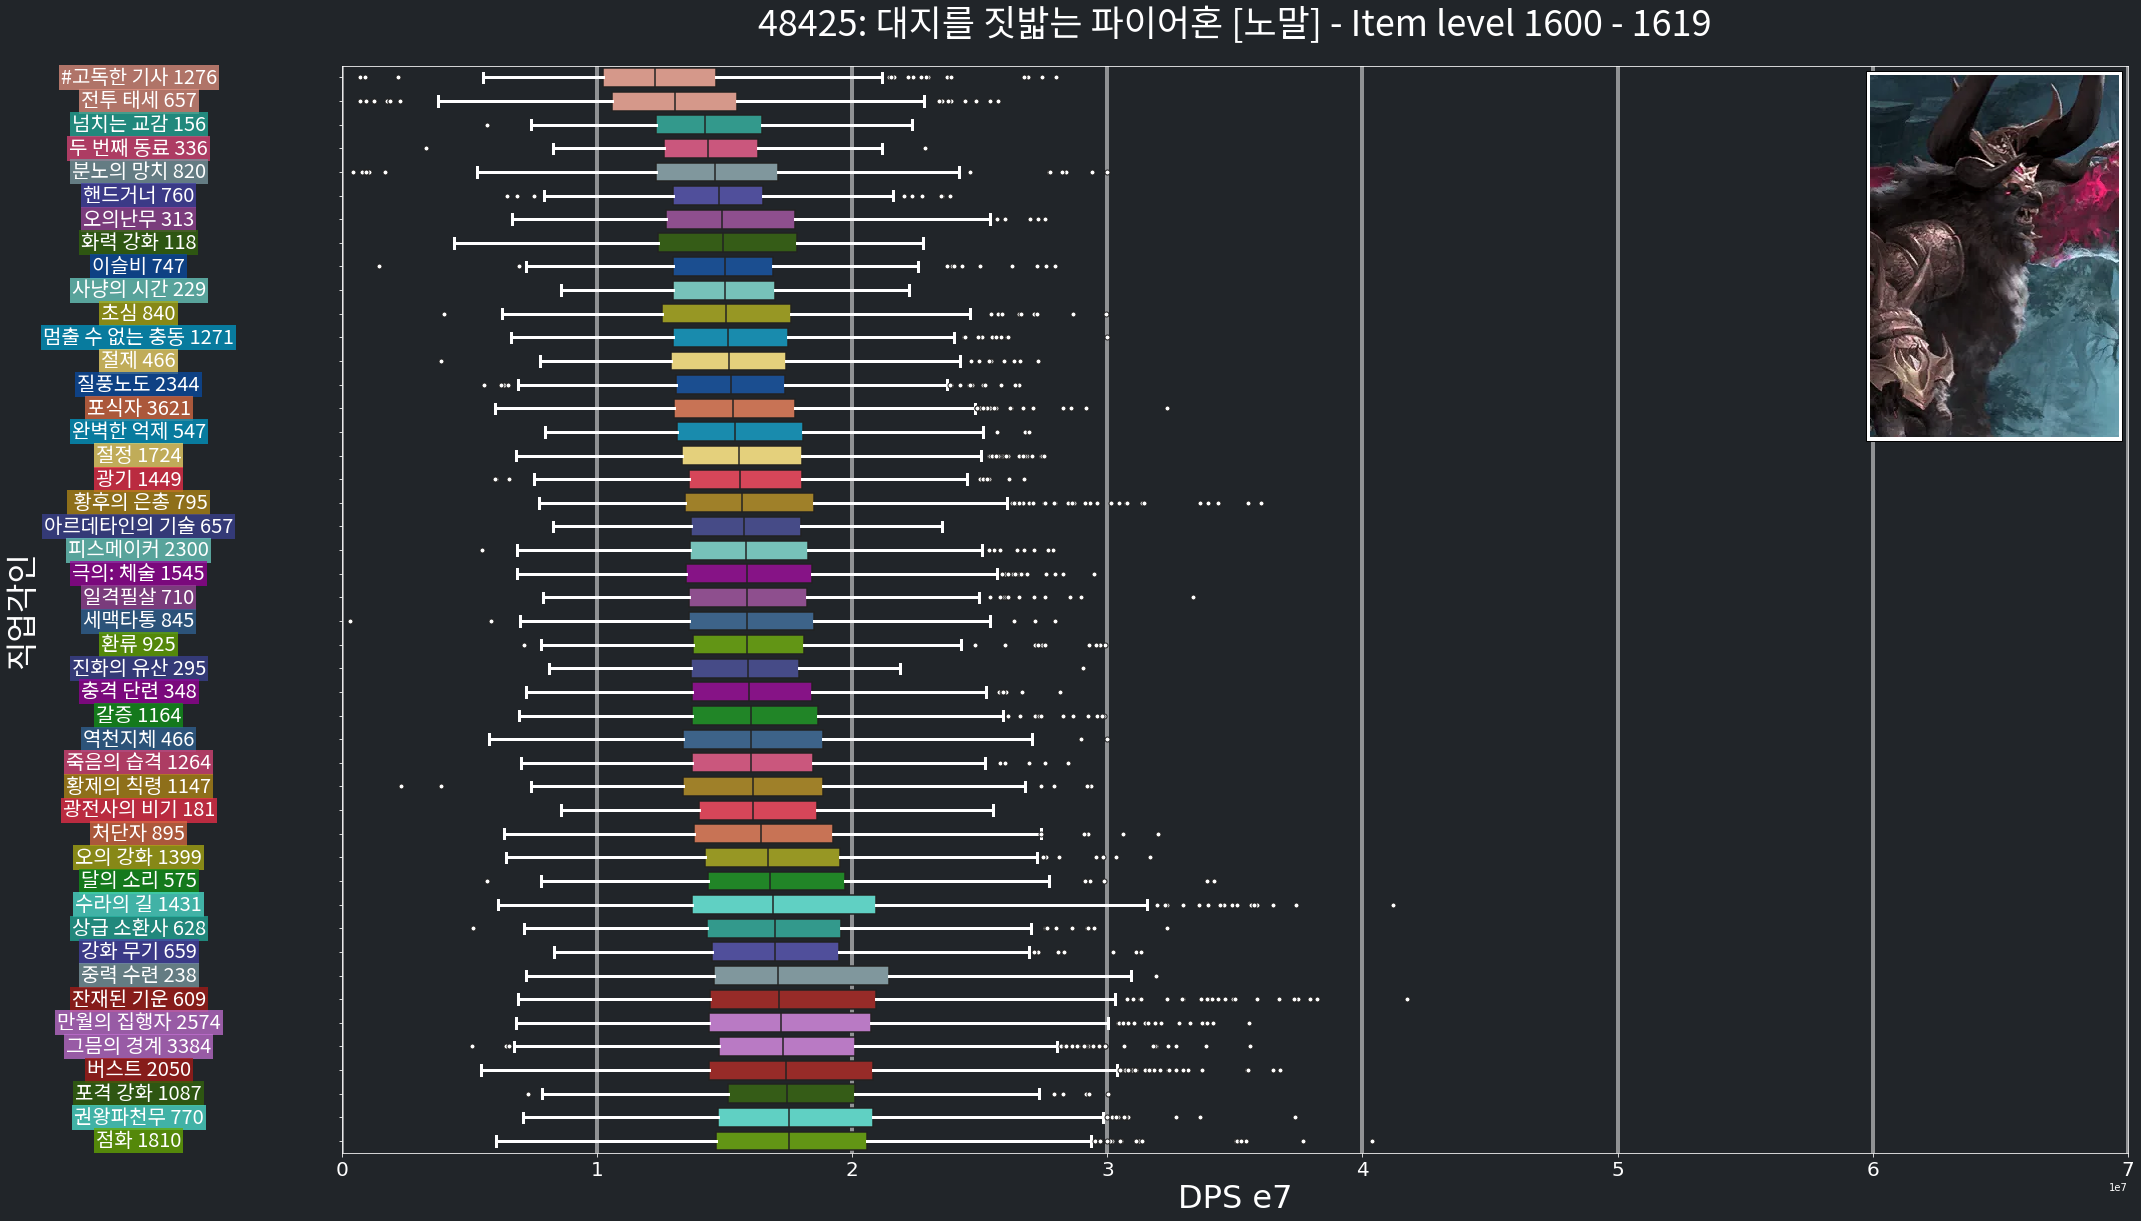 48425: 대지를 짓밟는 파이어혼 [노말] - Item level 1600 - 1619
#고독한 기사 1276
전투 태세 657
넘치는 교감 156
두 번째 동료 336
분노의 망치 820
핸드거너 760
오의난무 313
화력 강화 118
이슬비 747
사냥의 시간 229
초심 840
멈출 수 없는 충동 1271
절제 466
질풍노도 2344
포식자 3621
완벽한 억제 547
절정 1724
광기 1449
황후의 은총 795
아르데타인의 기술 657
피스메이커 2300
극의: 체술 1545
일격필살 710
세맥타통 845
환류 925
진화의 유산 295
충격 단련 348
갈증 1164
역천지체 466
죽음의 습격 1264
황제의 칙령 1147
광전사의 비기 181
처단자 895
오의 강화 1399
달의 소리 575
수라의 길 1431
상급 소환사 628
강화 무기 659
중력 수련 238
잔재된 기운 609
만월의 집행자 2574
그믐의 경계 3384
버스트 2050
포격 강화 1087
권왕파천무 770
점화 1810
직업각인
0 1 2 3 4 5 6 7
1e7
DPS e7